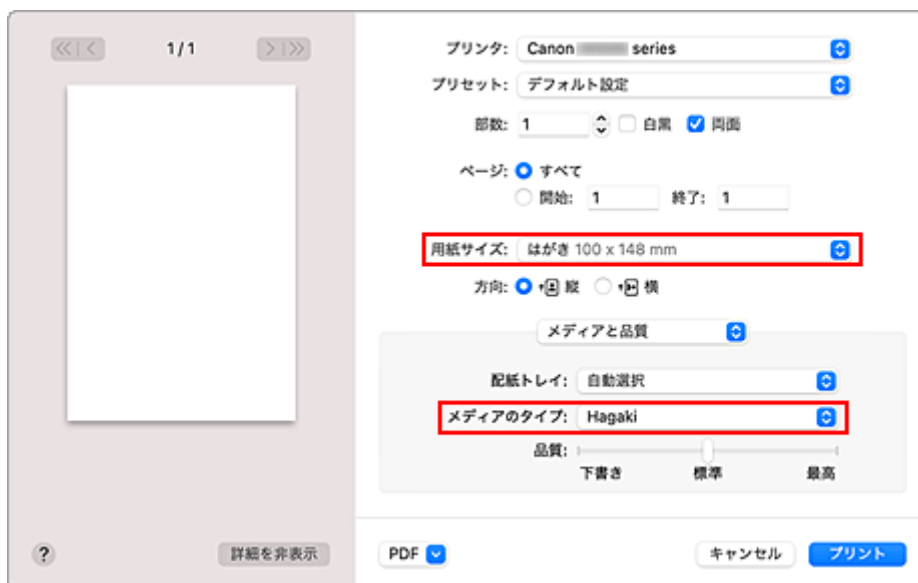 1/1
プリンタ: Canon series
プリセット: デフォルト設定
部数: 1 白黒 両面
ページ: すべて
開始: 1 終了: 1
用紙サイズ: はがき 100 x 148 mm
方向: 縦 横
メディアと品質
配紙トレイ: 自動選択
メディアのタイプ: Hagaki
品質:
下書き 標準 最高
? 詳細を非表示 PDF キャンセル プリント